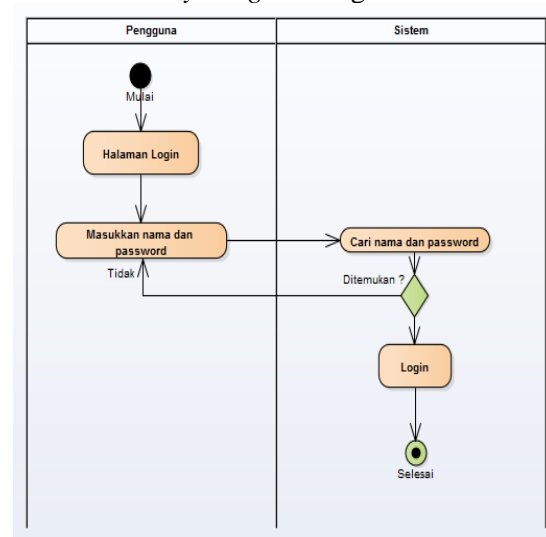 Pengguna
Sistem
Mulai
Halaman Login
Masukkan nama dan
password
Cari nama dan password
Tidak
Ditemukan ?
Login
Selesai